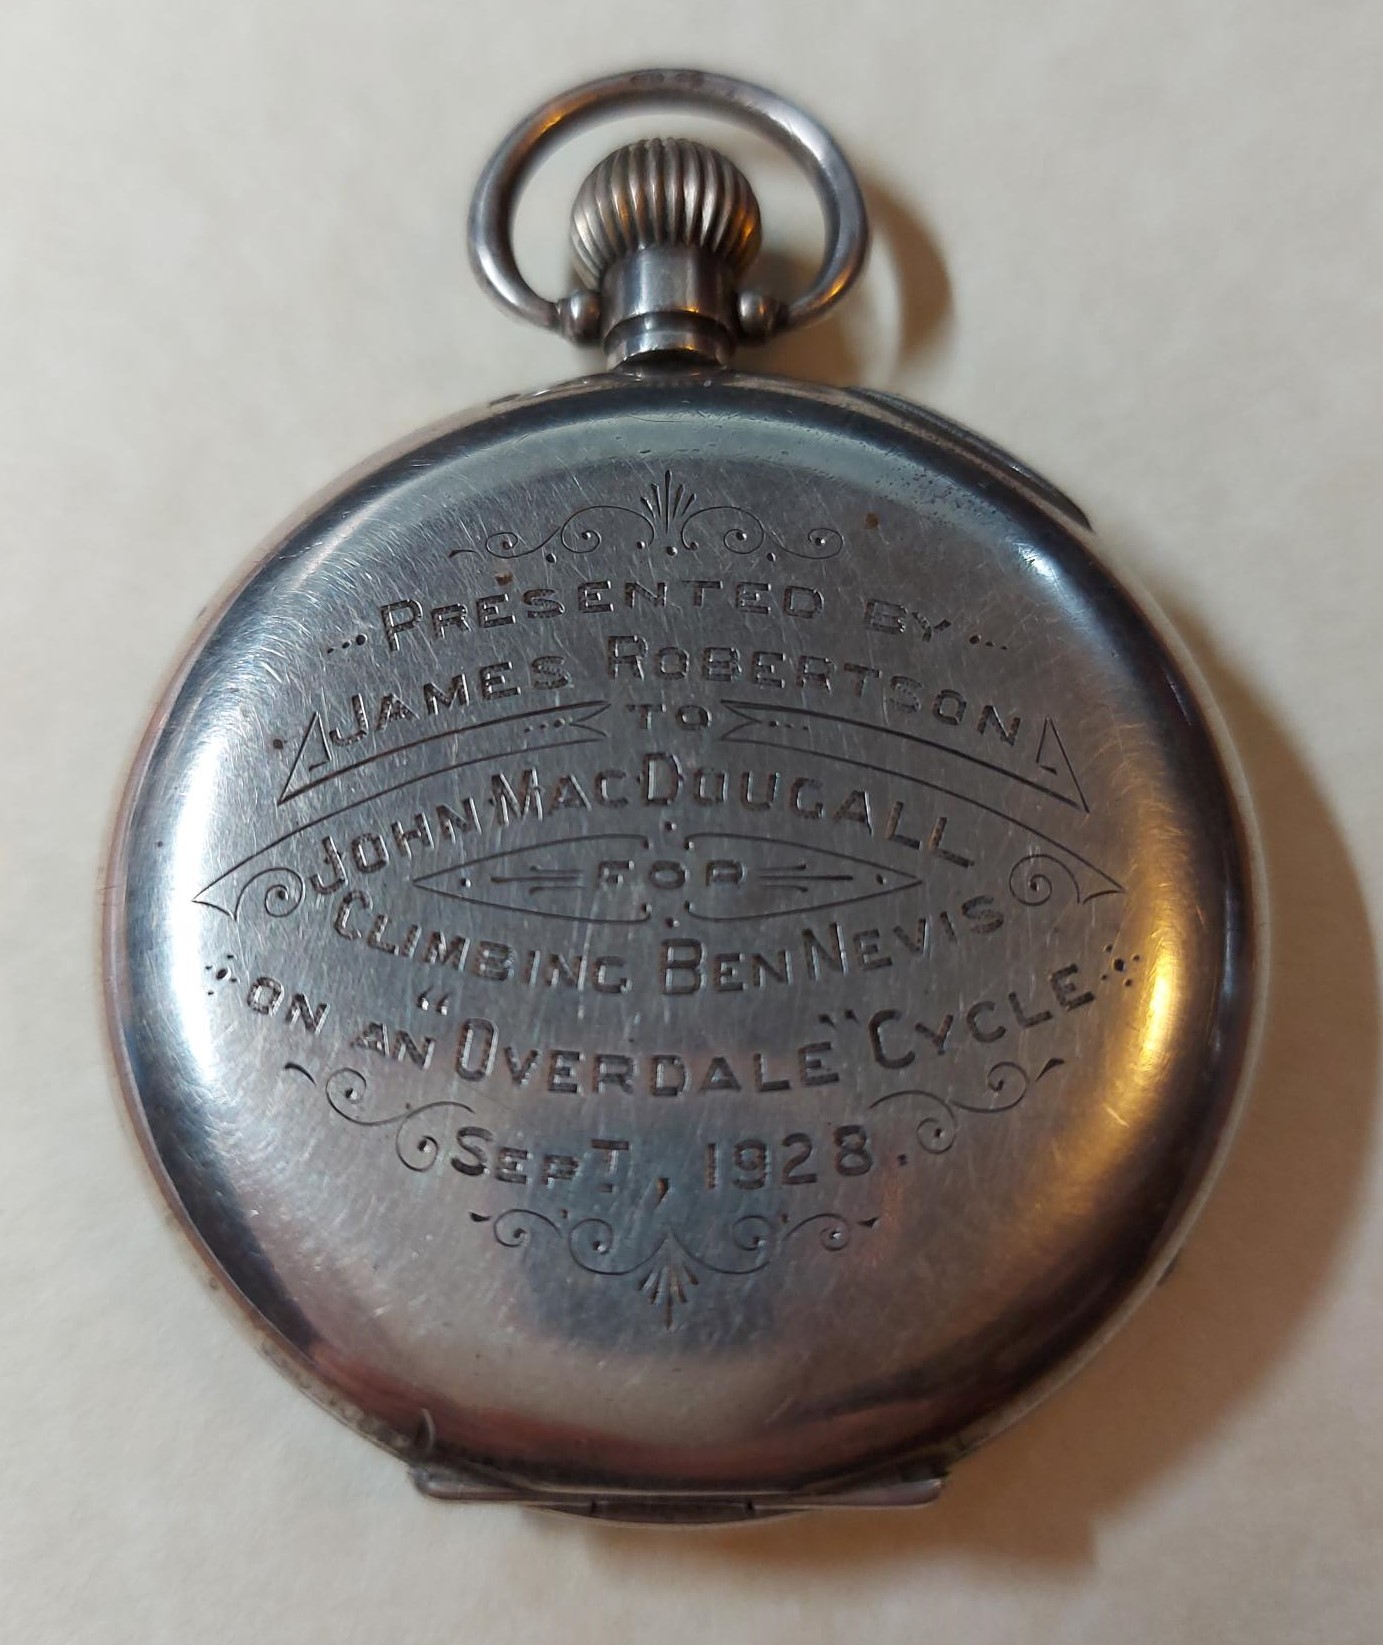 PRESENTED BY
JAMES ROBERTSON
TO
JOHN MACDOUGALL
FOR
CLIMBING BEN NEVIS
ON AN "OVERDALE" CYCLE
SEPT, 1928.